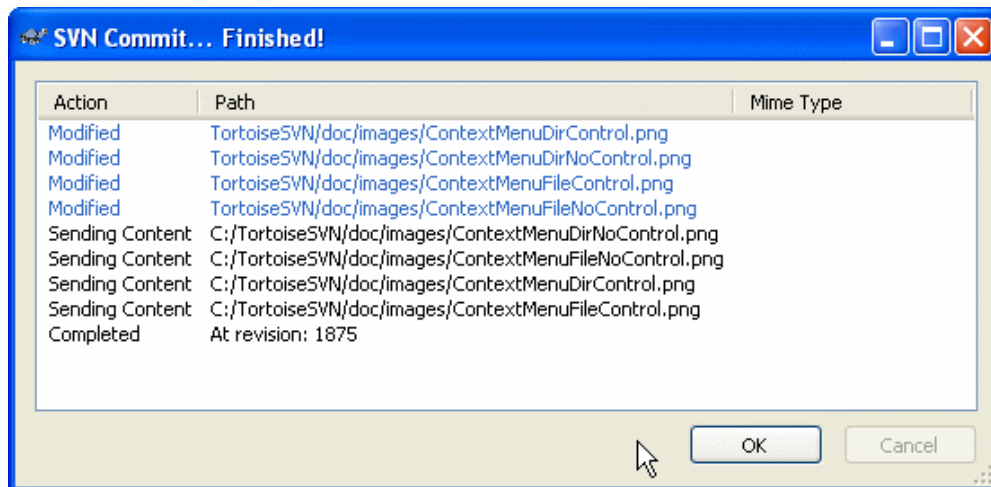 SVN Commit... Finished!
Action Path Mime Type
Modified TortoiseSVN/doc/images/ContextMenuDirControl.png
Modified TortoiseSVN/doc/images/ContextMenuDirNoControl.png
Modified TortoiseSVN/doc/images/ContextMenuFileControl.png
Modified TortoiseSVN/doc/images/ContextMenuFileNoControl.png
Sending Content C:/TortoiseSVN/doc/images/ContextMenuDirNoControl.png
Sending Content C:/TortoiseSVN/doc/images/ContextMenuFileNoControl.png
Sending Content C:/TortoiseSVN/doc/images/ContextMenuDirControl.png
Sending Content C:/TortoiseSVN/doc/images/ContextMenuFileControl.png
Completed At revision: 1875
OK Cancel